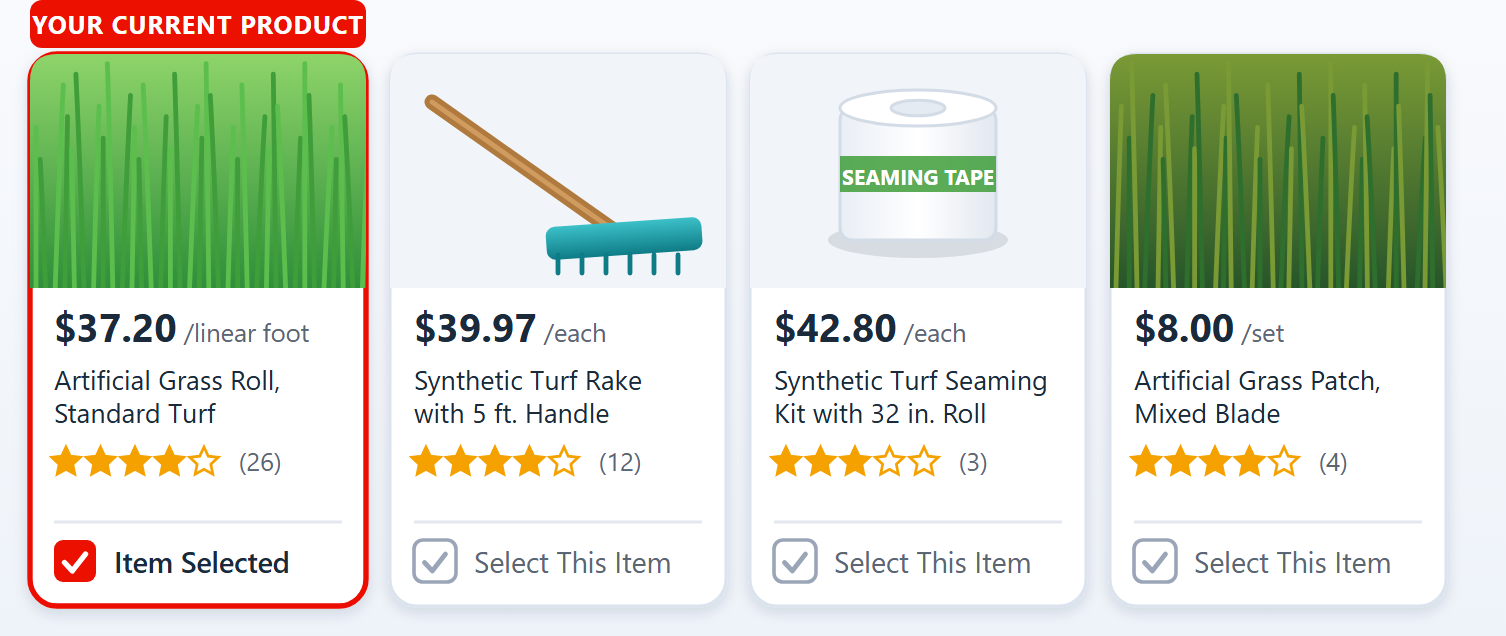 YOUR CURRENT PRODUCT
SEAMING TAPE
$37.20 /linear foot
Artificial Grass Roll,
Standard Turf
(26)
Item Selected
$39.97 /each
Synthetic Turf Rake
with 5 ft. Handle
(12)
Select This Item
$42.80 /each
Synthetic Turf Seaming
Kit with 32 in. Roll
(3)
Select This Item
$8.00 /set
Artificial Grass Patch,
Mixed Blade
(4)
Select This Item